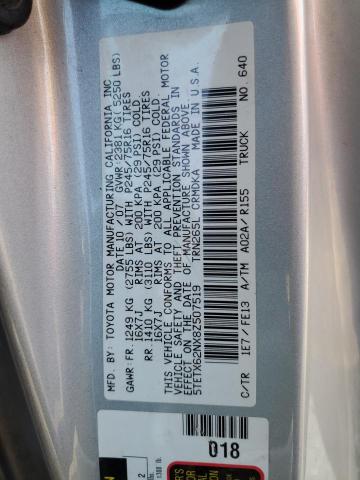 MFD. BY: TOYOTA MOTOR MANUFACTURING CALIFORNIA INC
DATE 10 / 07 GVWR: 2381 KG ( 5250 LBS)
GAWR: FR. 1249 KG (2755 LBS) WITH P245/75R16 TIRES
16X7J RIMS AT 200 KPA (29 PSI) COLD
RR. 1410 KG (3110 LBS) WITH P245/75R16 TIRES
16X7J RIMS AT 200 KPA (29 PSI) COLD
THIS VEHICLE CONFORMS TO ALL APPLICABLE FEDERAL MOTOR
VEHICLE SAFETY AND THEFT PREVENTION STANDARDS IN
EFFECT ON THE DATE OF MANUFACTURE SHOWN ABOVE
5TETX62NX8Z507519 TRN265L CRMDKA MADE IN U.S.A.
C/TR 1E7 / FE13 A/TM A02A/ R155 TRUCK NO. 640
018